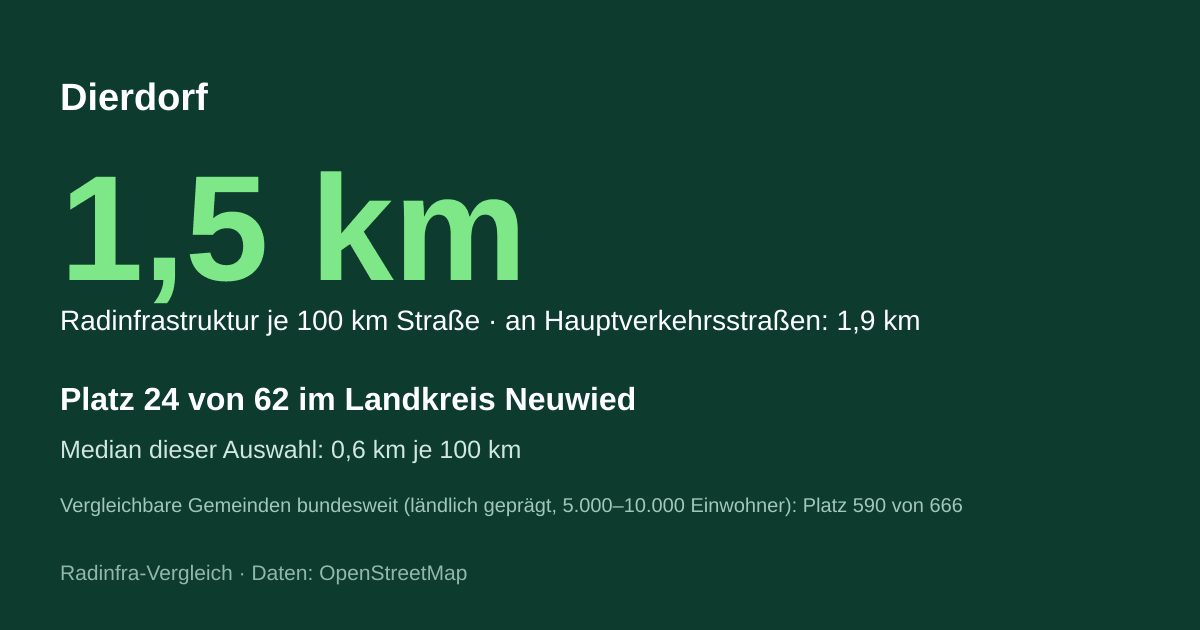 Dierdorf
1,5 km
Radinfrastruktur je 100 km Straße · an Hauptverkehrsstraßen: 1,9 km
Platz 24 von 62 im Landkreis Neuwied
Median dieser Auswahl: 0,6 km je 100 km
Vergleichbare Gemeinden bundesweit (ländlich geprägt, 5.000–10.000 Einwohner): Platz 590 von 666
Radinfra-Vergleich · Daten: OpenStreetMap